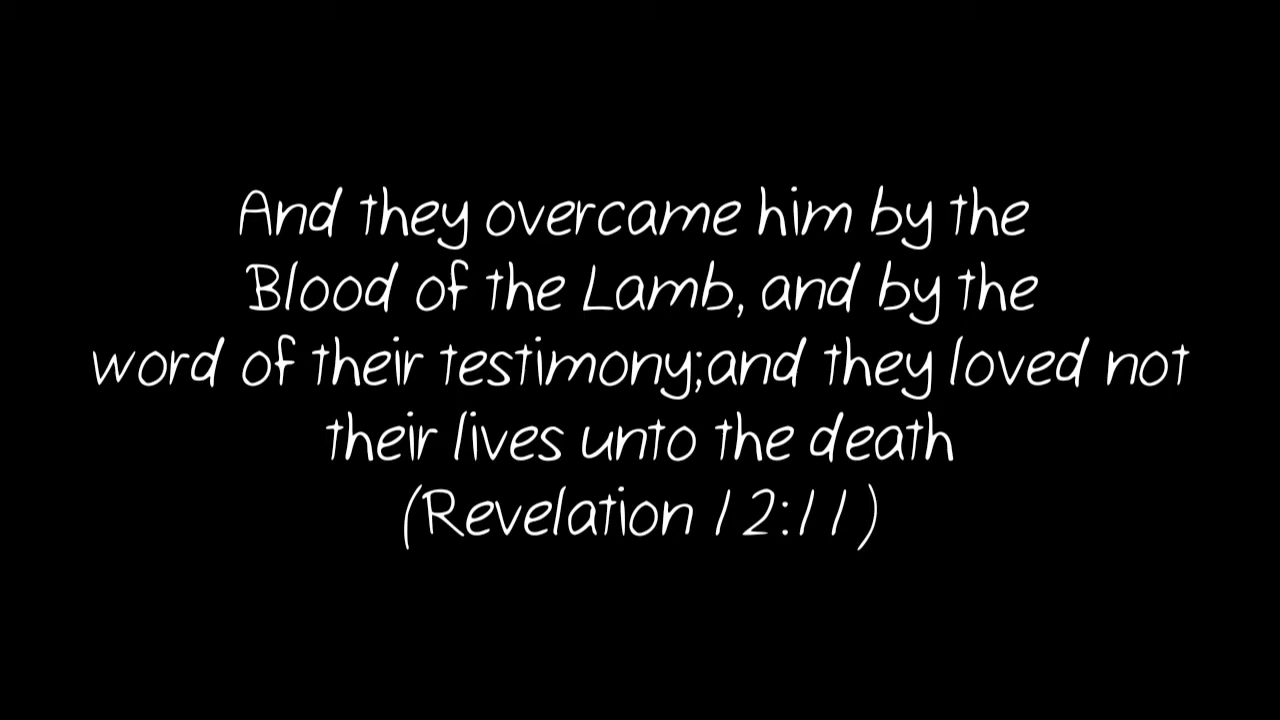 And they overcame him by the
Blood of the Lamb, and by the
word of their testimony;and they loved not
their lives unto the death
(Revelation 12:11)